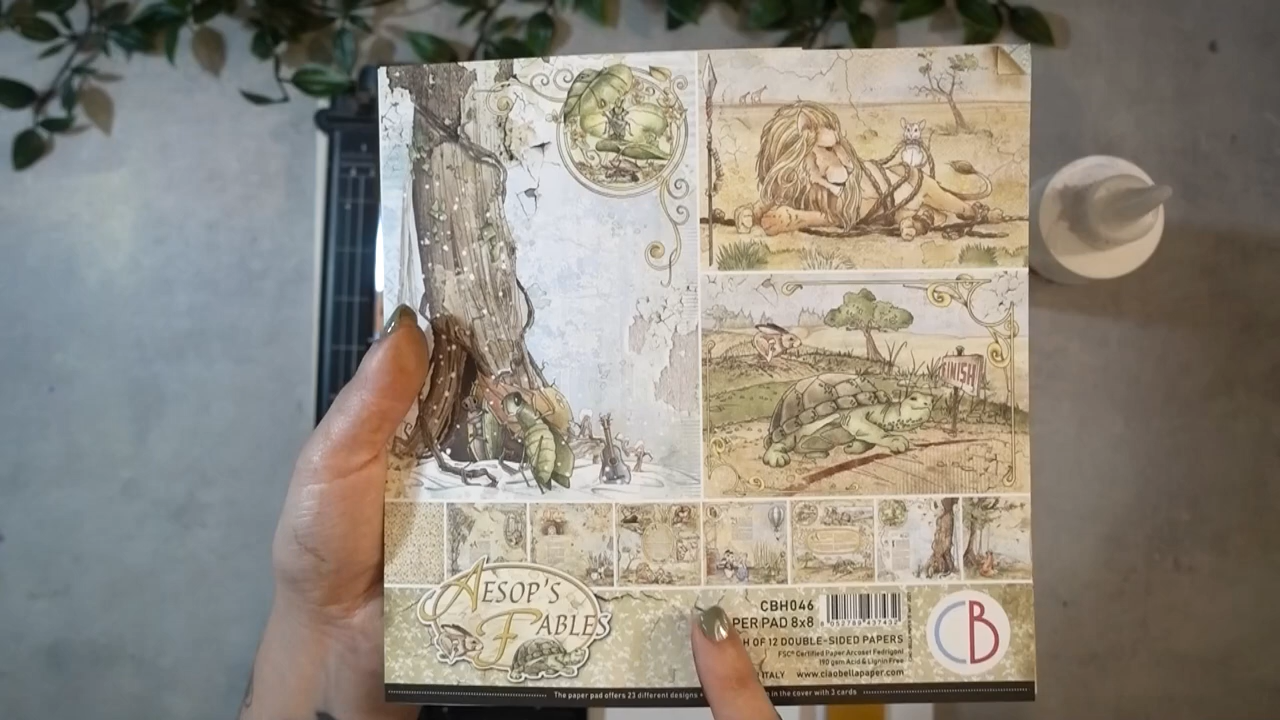 FINISH
AESOP'S
FABLES
CBH046
PER PAD 8x8
H OF 12 DOUBLE-SIDED PAPERS
FSC® Certified Paper Arcoset Fedrigoni
190 gsm Acid & Lignin Free
ITALY www.ciaobellapaper.com
CB
The paper pad offers 23 different designs
in the cover with 3 cards